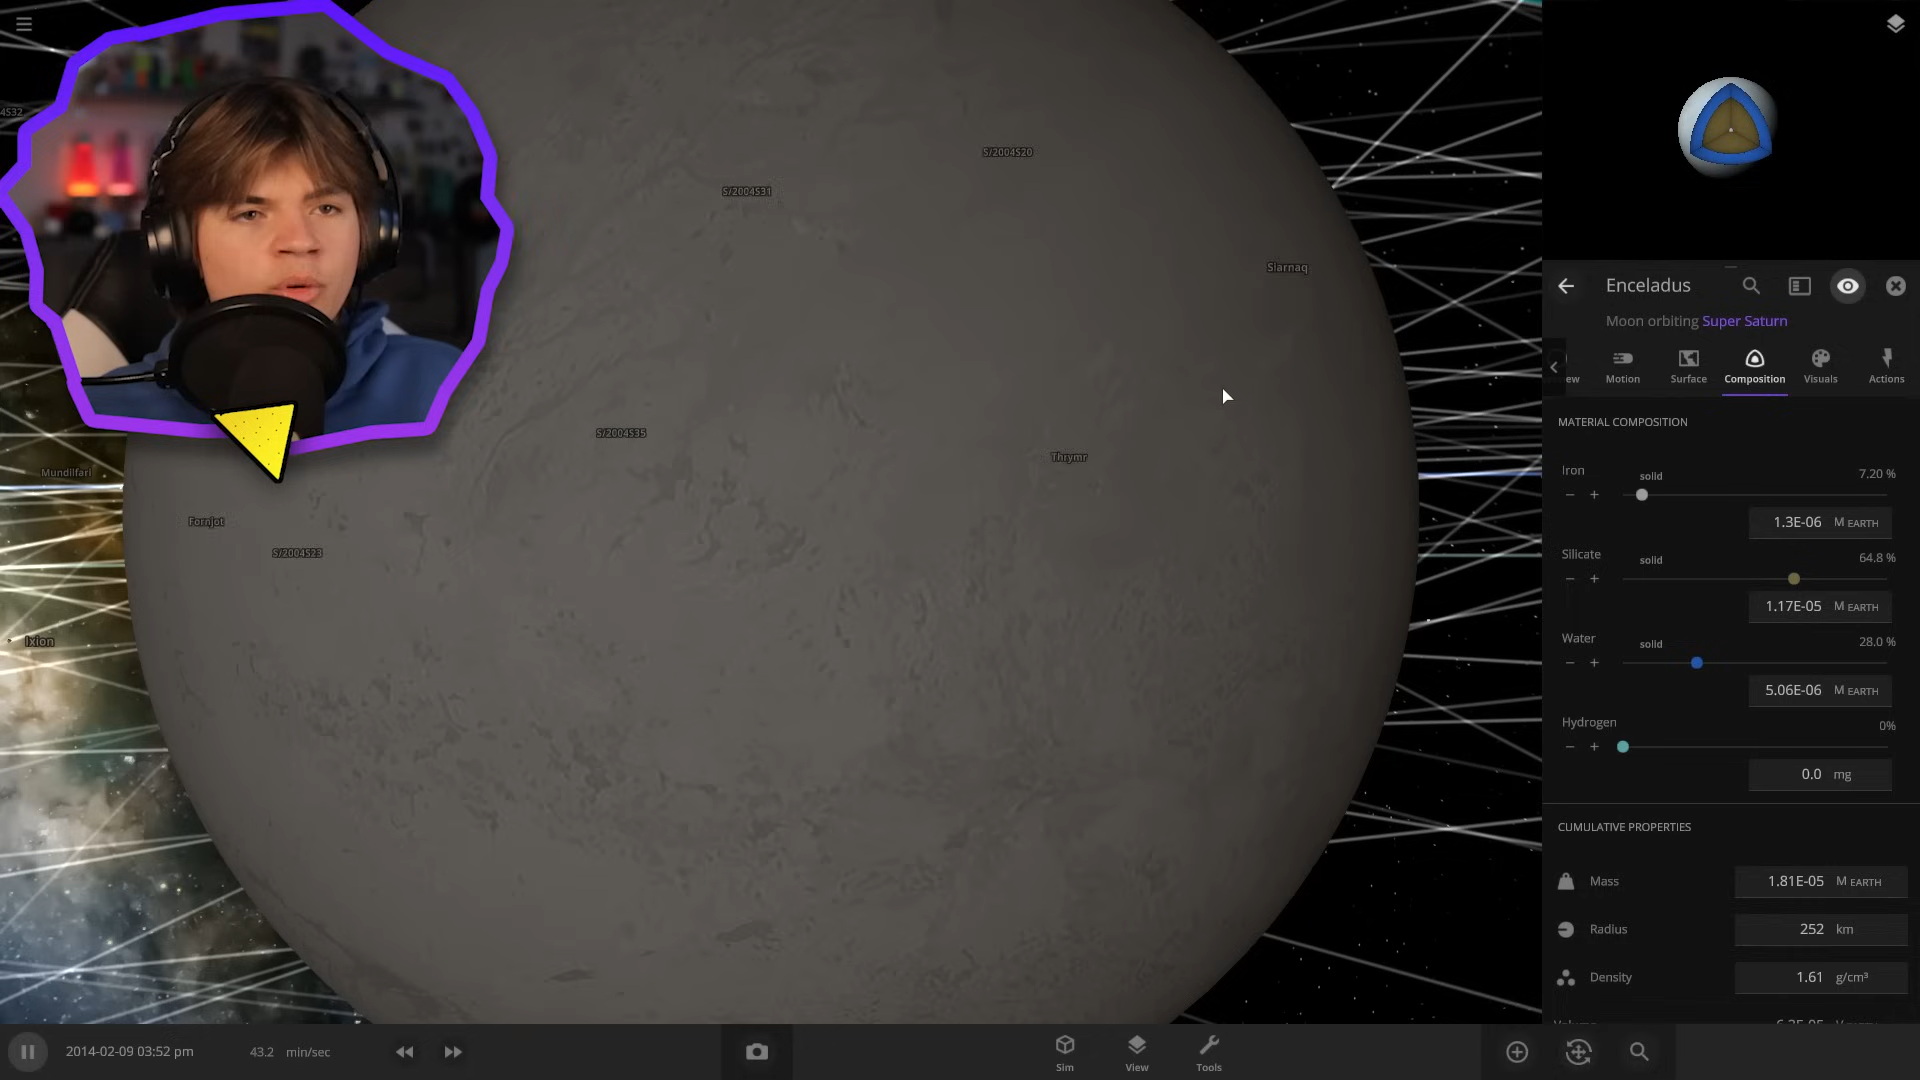 4S32
S/2004S20
S/2004S31
Siarnaq
S/2004S35
Thrymr
Mundilfari
Fornjot
S/2004S23
Ixion
Enceladus
Moon orbiting Super Saturn
ew
Motion
Surface
Composition
Visuals
Actions
MATERIAL COMPOSITION
Iron solid 7.20 %
− +
1.3E-06 M EARTH
Silicate solid 64.8 %
− +
1.17E-05 M EARTH
Water solid 28.0 %
− +
5.06E-06 M EARTH
Hydrogen 0%
− +
0.0 mg
CUMULATIVE PROPERTIES
Mass 1.81E-05 M EARTH
Radius 252 km
Density 1.61 g/cm³
2014-02-09 03:52 pm 43.2 min/sec
Sim
View
Tools